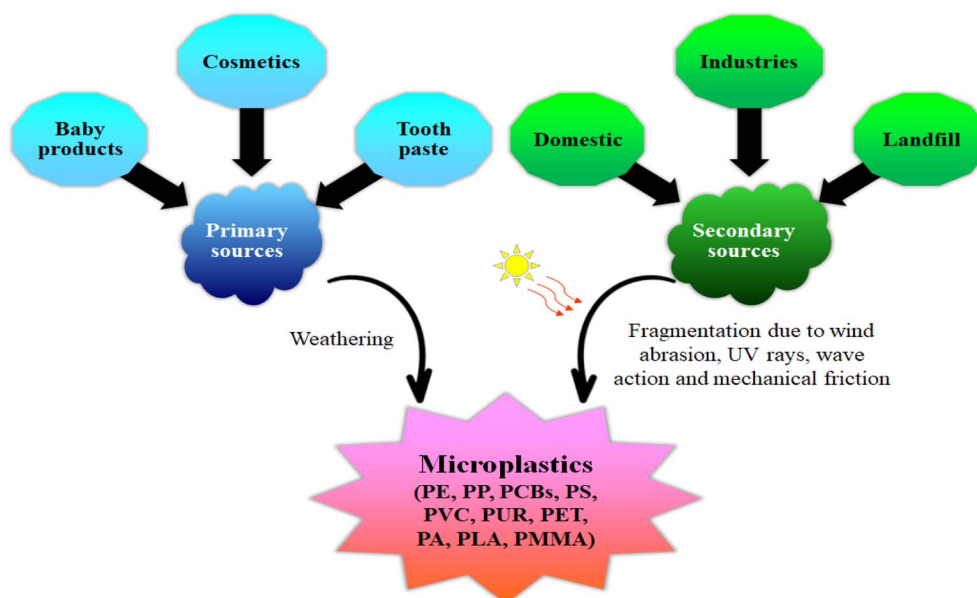 Cosmetics
Baby
products
Tooth
paste
Primary
sources
Industries
Domestic
Landfill
Secondary
sources
Weathering
Fragmentation due to wind
abrasion, UV rays, wave
action and mechanical friction
Microplastics
(PE, PP, PCBs, PS,
PVC, PUR, PET,
PA, PLA, PMMA)